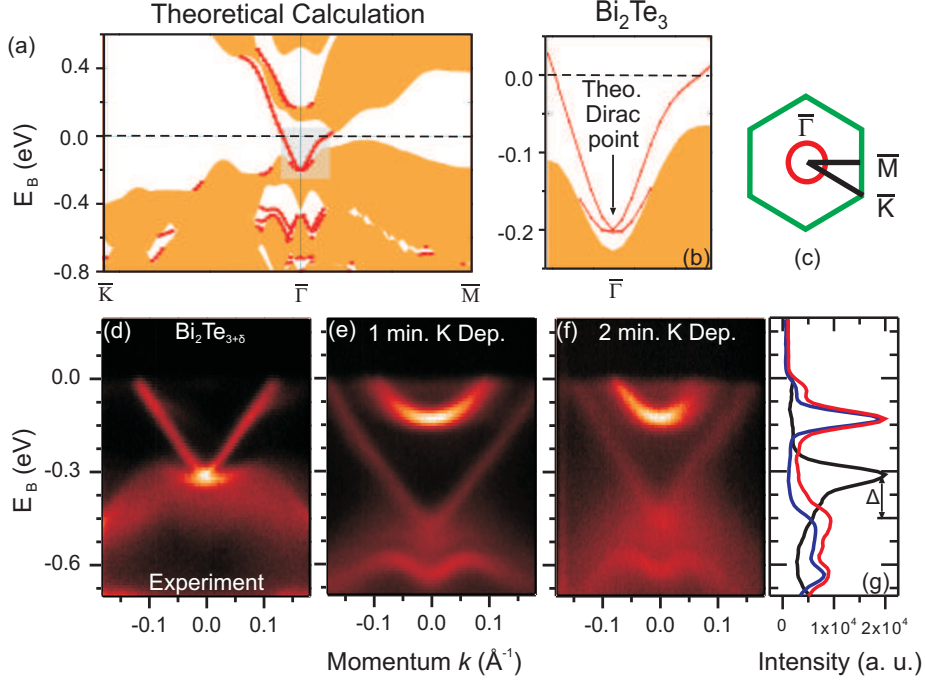 Theoretical Calculation
Bi₂Te₃
(a)
E_B (eV)
0.4
0.0
-0.4
-0.8
K̅
Γ̅
M̅
0.0
-0.1
-0.2
Theo.
Dirac
point
(b)
Γ̅
Γ̅
M̅
K̅
(c)
(d)
Bi₂Te₃₊δ
(e) 1 min. K Dep.
(f) 2 min. K Dep.
E_B (eV)
0.0
-0.3
-0.6
Experiment
Δ
(g)
-0.1 0.0 0.1
-0.1 0.0 0.1
-0.1 0.0 0.1
0 1x10⁴ 2x10⁴
Momentum k (Å⁻¹)
Intensity (a. u.)